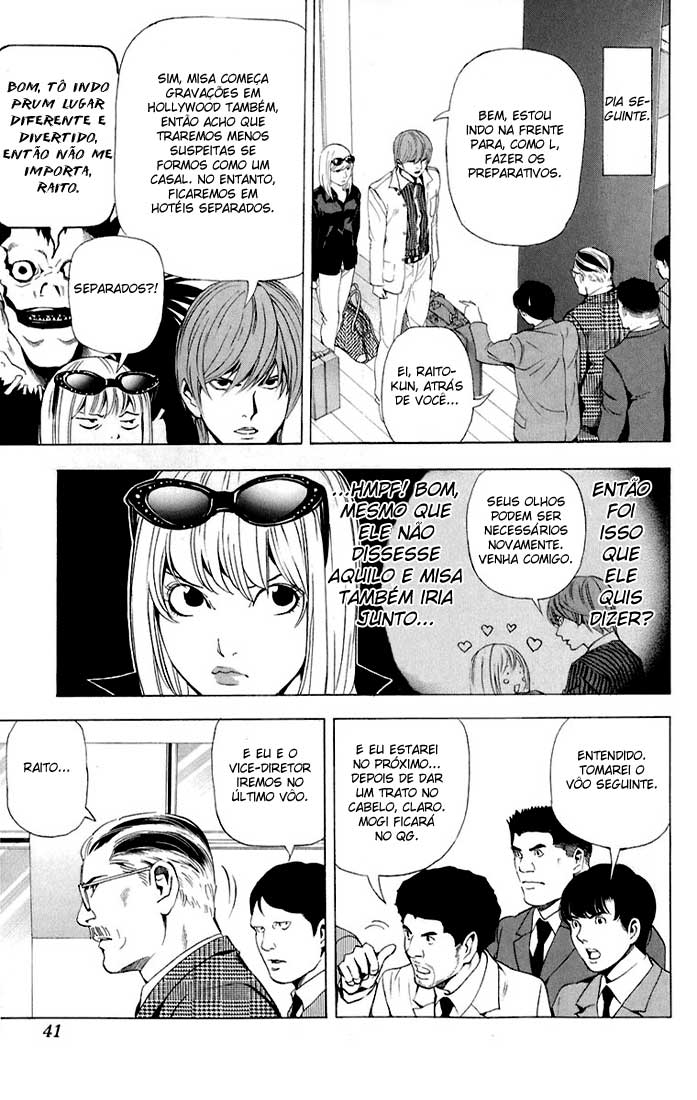 DIA SE-
GUINTE.
BEM, ESTOU
INDO NA FRENTE
PARA, COMO L,
FAZER OS
PREPARATIVOS.
EI, RAITO-
KUN, ATRÁS
DE VOCÊ...
SIM, MISA COMEÇA
GRAVAÇÕES EM
HOLLYWOOD TAMBÉM,
ENTÃO ACHO QUE
TRAREMOS MENOS
SUSPEITAS SE
FORMOS COMO UM
CASAL. NO ENTANTO,
FICAREMOS EM
HOTÉIS SEPARADOS.
BOM, TÔ INDO
PRUM LUGAR
DIFERENTE E
DIVERTIDO,
ENTÃO NÃO ME
IMPORTA,
RAITO.
SEPARADOS?!
ENTÃO
FOI
ISSO
QUE
ELE
QUIS
DIZER?
SEUS OLHOS
PODEM SER
NECESSÁRIOS
NOVAMENTE.
VENHA COMIGO.
...HMPF! BOM,
MESMO QUE
ELE NÃO
DISSESSE
AQUILO E MISA
TAMBÉM IRIA
JUNTO...
ENTENDIDO.
TOMAREI O
VÔO SEGUINTE.
E EU ESTAREI
NO PRÓXIMO...
DEPOIS DE DAR
UM TRATO NO
CABELO, CLARO.
MOGI FICARÁ
NO QG.
E EU E O
VICE-DIRETOR
IREMOS NO
ÚLTIMO VÔO.
RAITO...
41